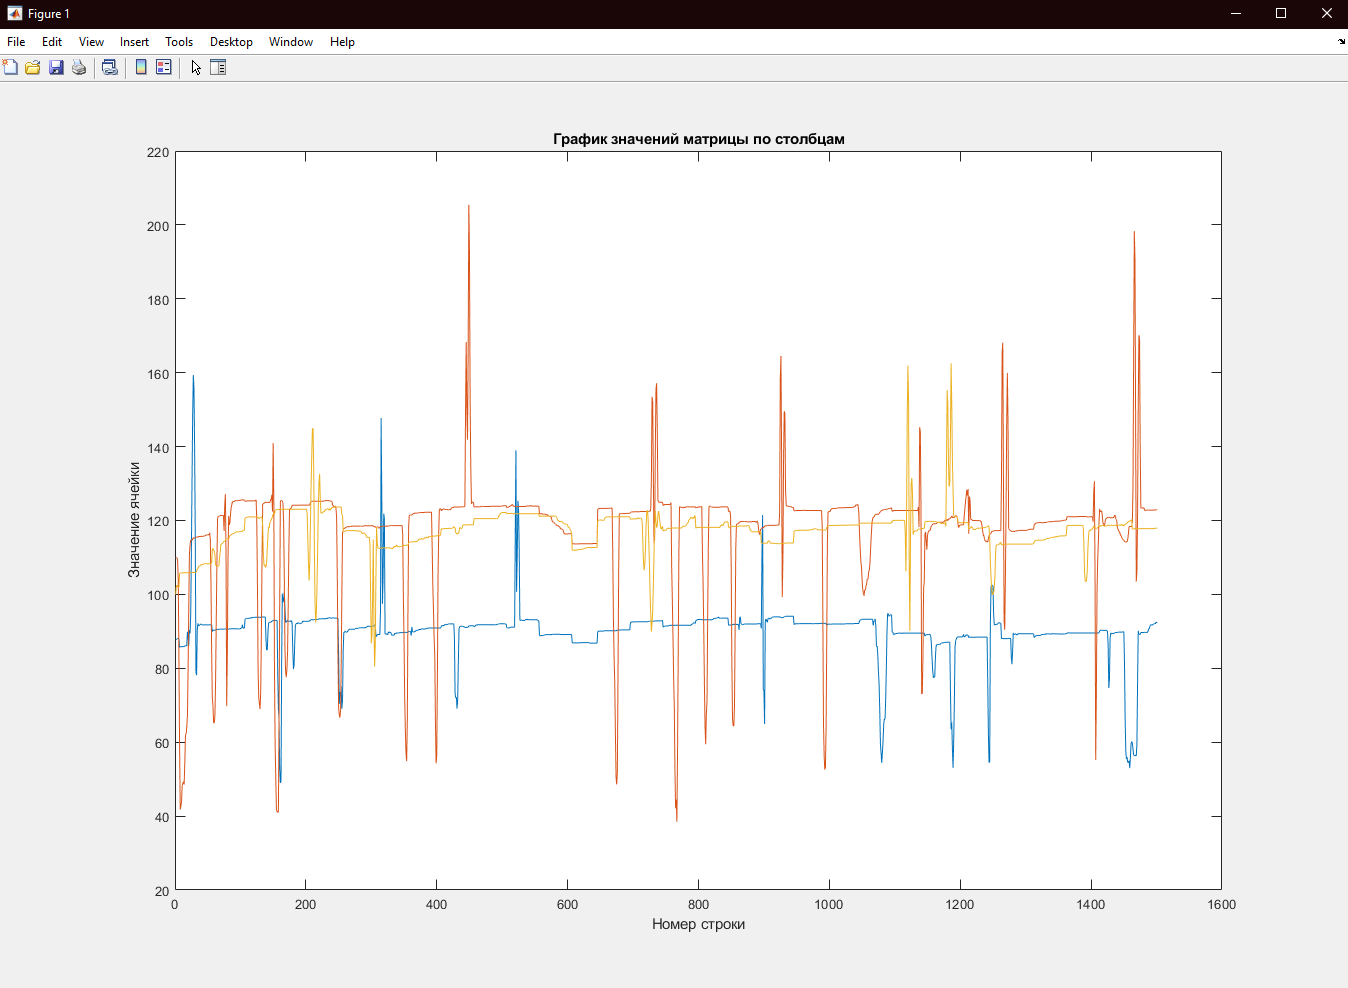 Figure 1
File Edit View Insert Tools Desktop Window Help
График значений матрицы по столбцам
220
200
180
160
140
120
100
80
60
40
20
Значение ячейки
0 200 400 600 800 1000 1200 1400 1600
Номер строки